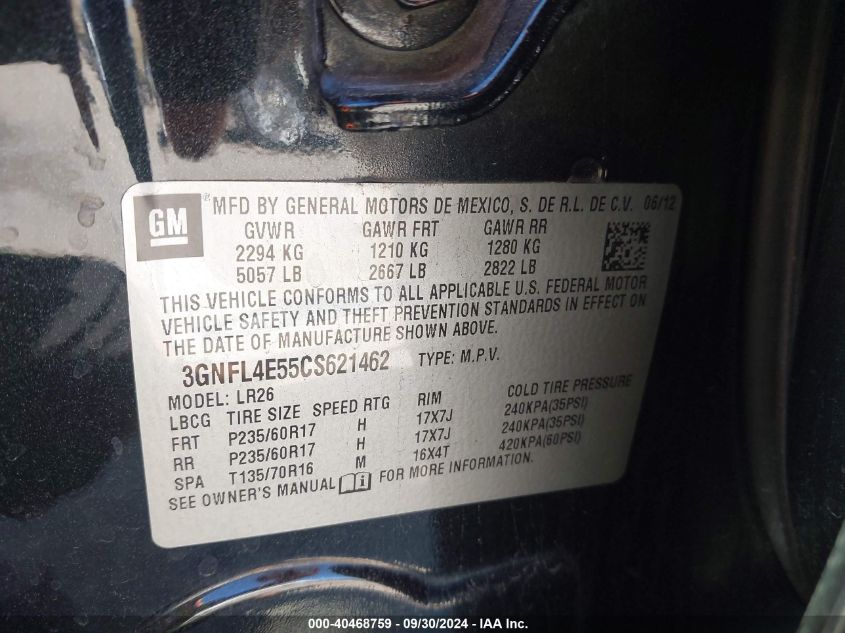 GM ® MFD BY GENERAL MOTORS DE MEXICO, S. DE R.L. DE C.V. 06/12
GVWR GAWR FRT GAWR RR
2294 KG 1210 KG 1280 KG
5057 LB 2667 LB 2822 LB
THIS VEHICLE CONFORMS TO ALL APPLICABLE U.S. FEDERAL MOTOR
VEHICLE SAFETY AND THEFT PREVENTION STANDARDS IN EFFECT ON
THE DATE OF MANUFACTURE SHOWN ABOVE.
3GNFL4E55CS621462 TYPE: M.P.V.
MODEL: LR26
LBCG TIRE SIZE SPEED RTG RIM COLD TIRE PRESSURE
FRT P235/60R17 H 17X7J 240KPA(35PSI)
RR P235/60R17 H 17X7J 240KPA(35PSI)
SPA T135/70R16 M 16X4T 420KPA(60PSI)
SEE OWNER'S MANUAL FOR MORE INFORMATION.
000-40468759 - 09/30/2024 - IAA Inc.